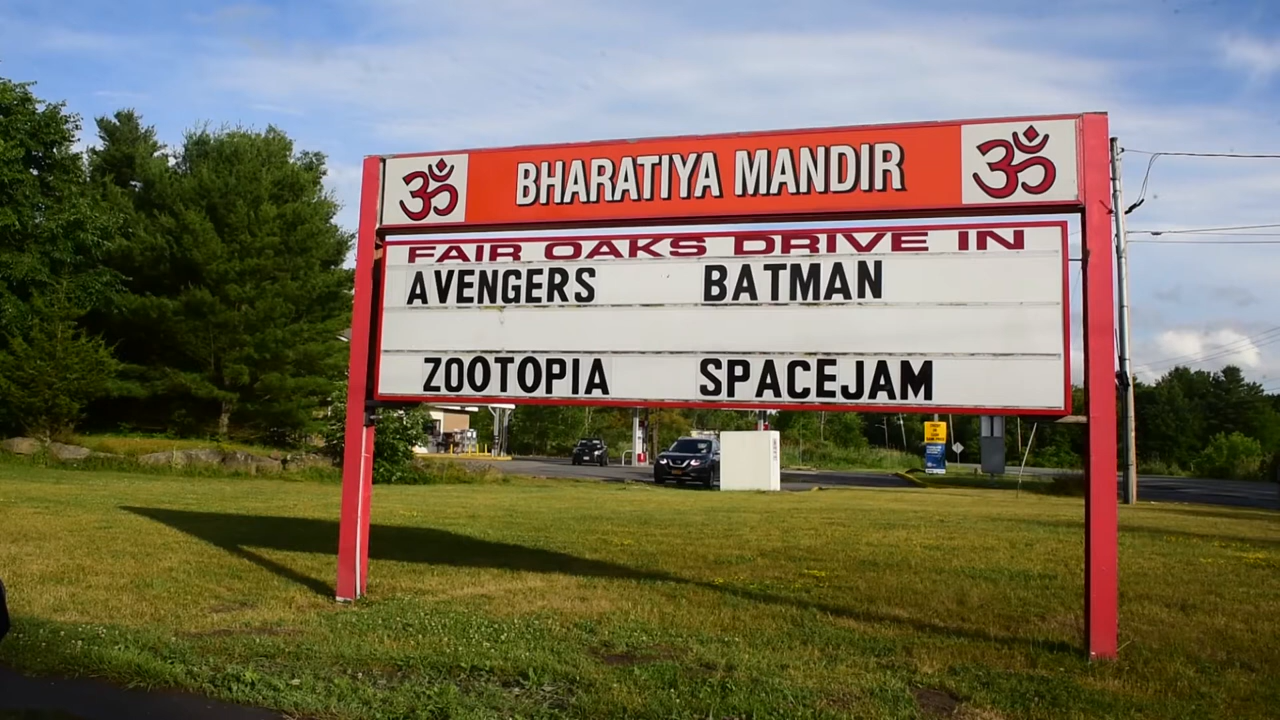 ॐ BHARATIYA MANDIR ॐ
FAIR OAKS DRIVE IN
AVENGERS BATMAN
ZOOTOPIA SPACEJAM